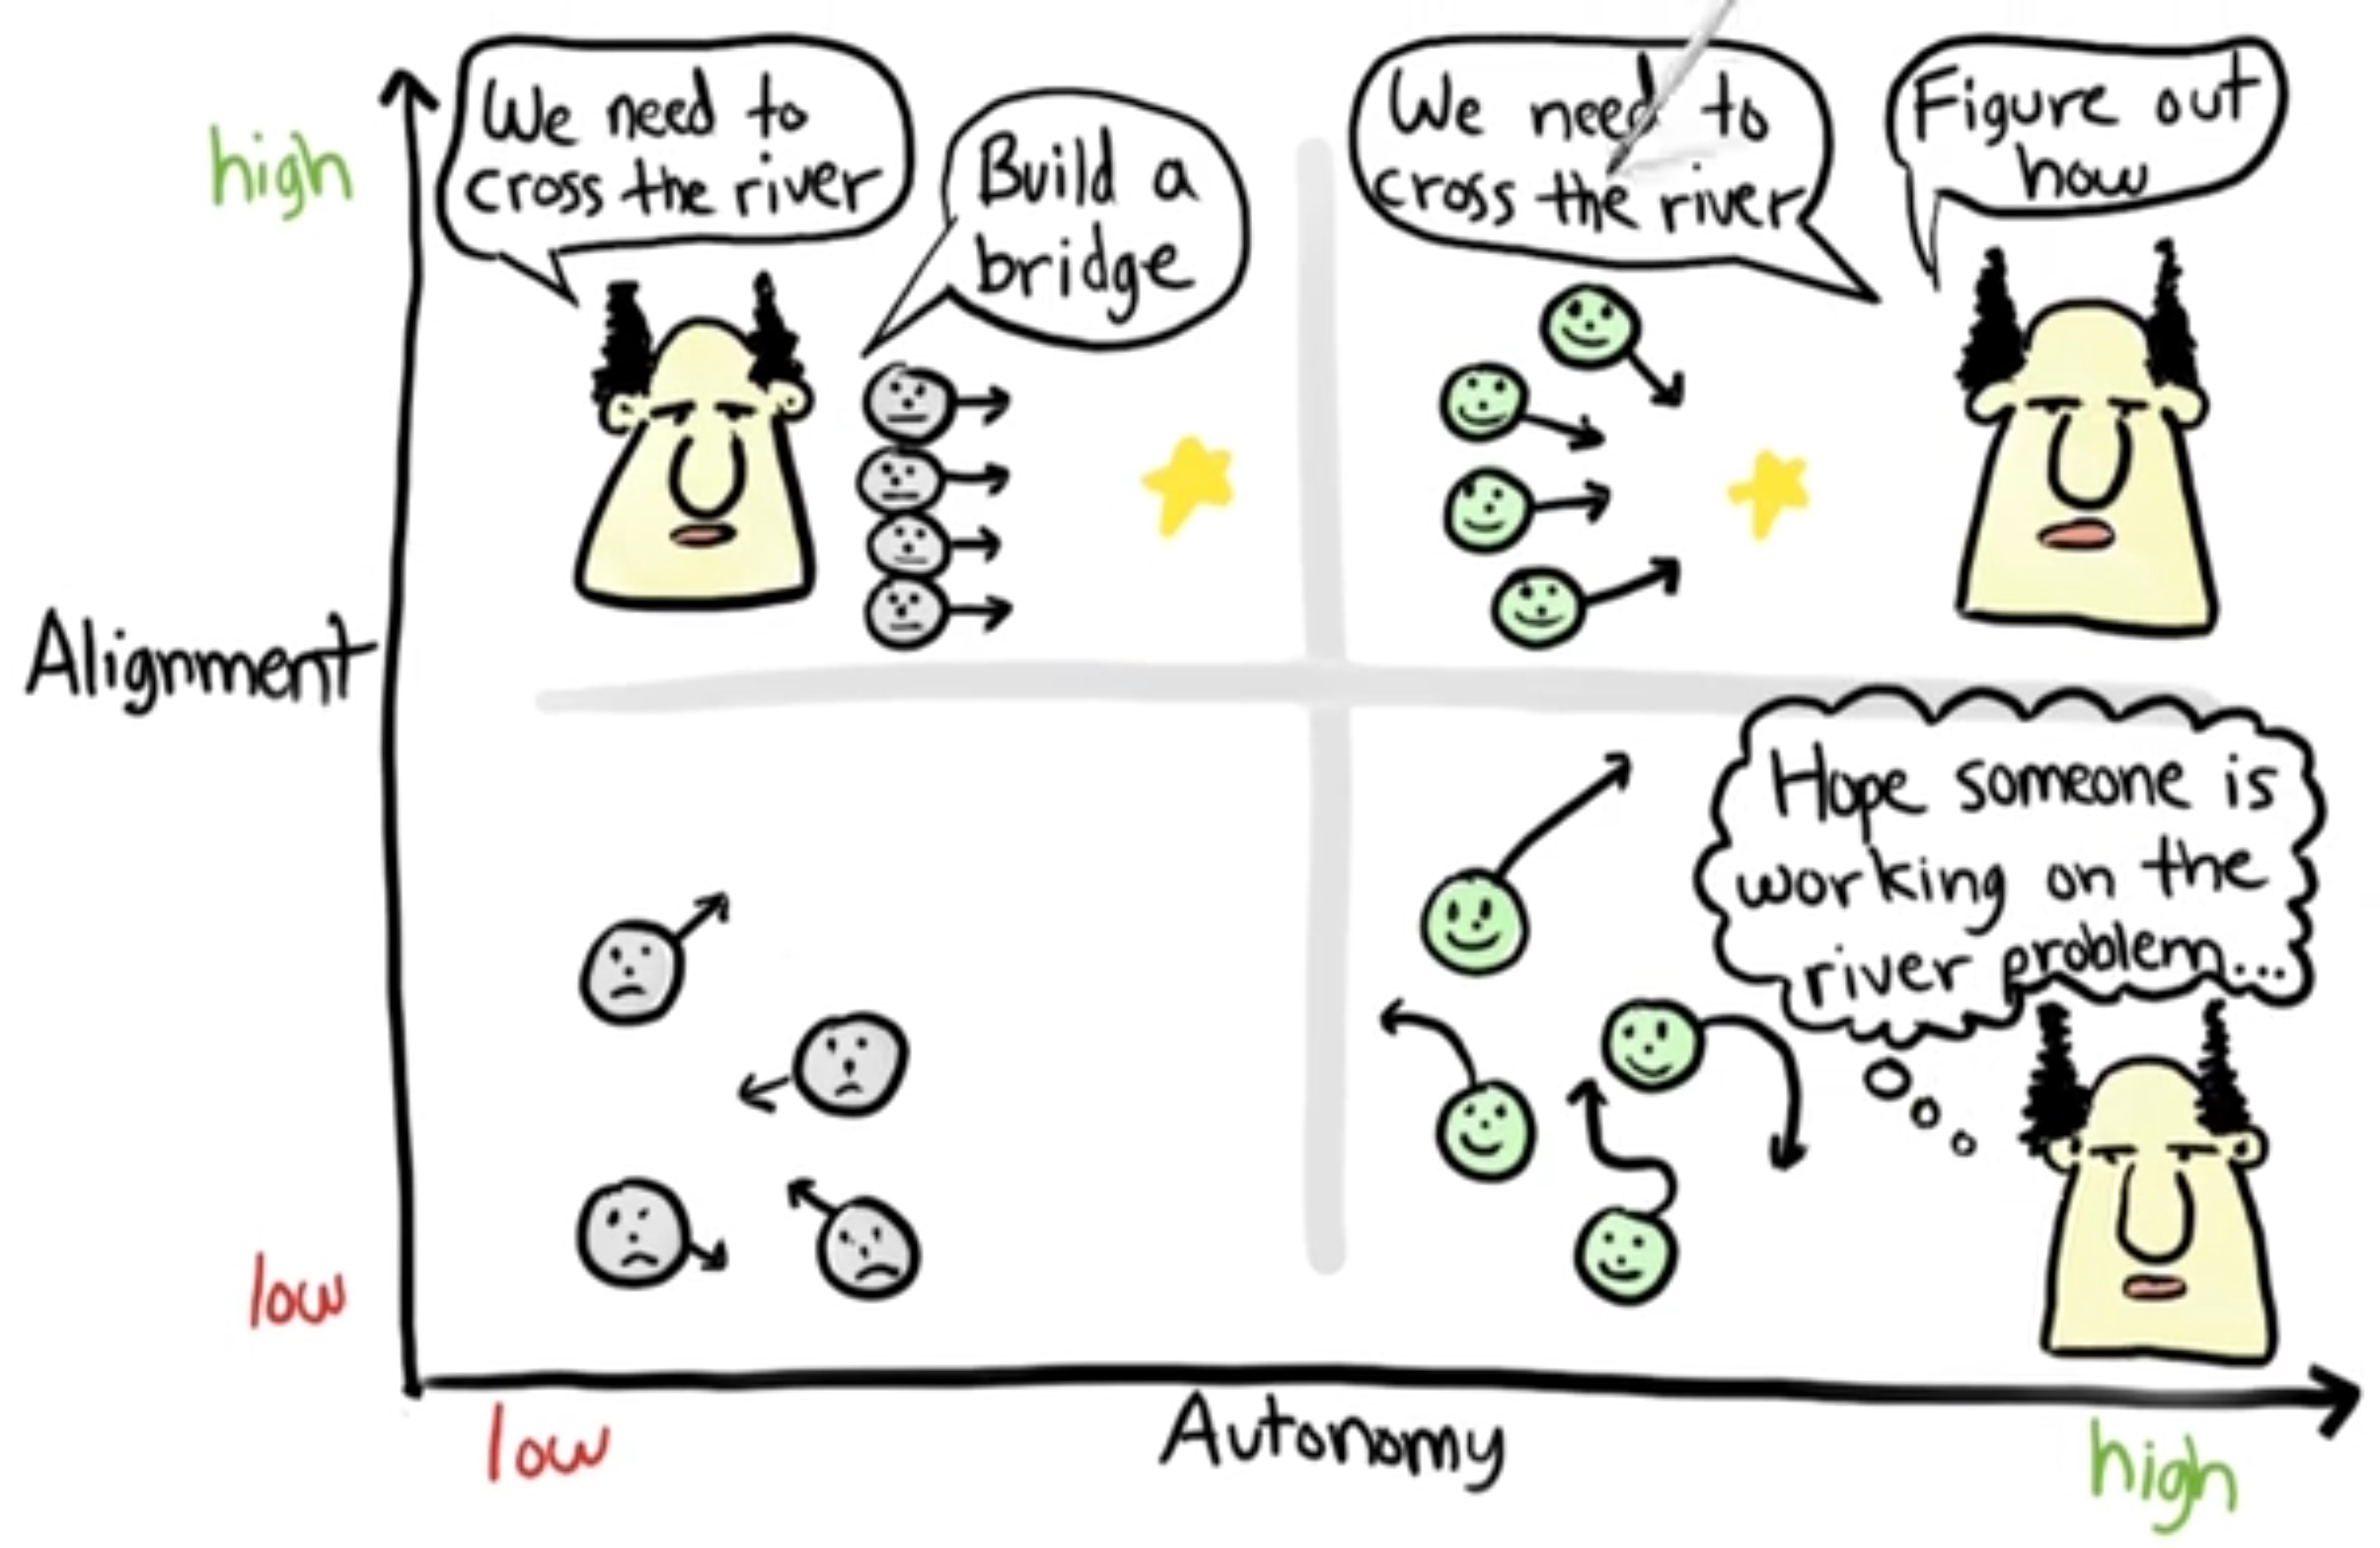 We need to
cross the river
Build a
bridge
We need to
cross the river
Figure out
how
high
Alignment
Hope someone is
working on the
river problem...
low
low
Autonomy
high